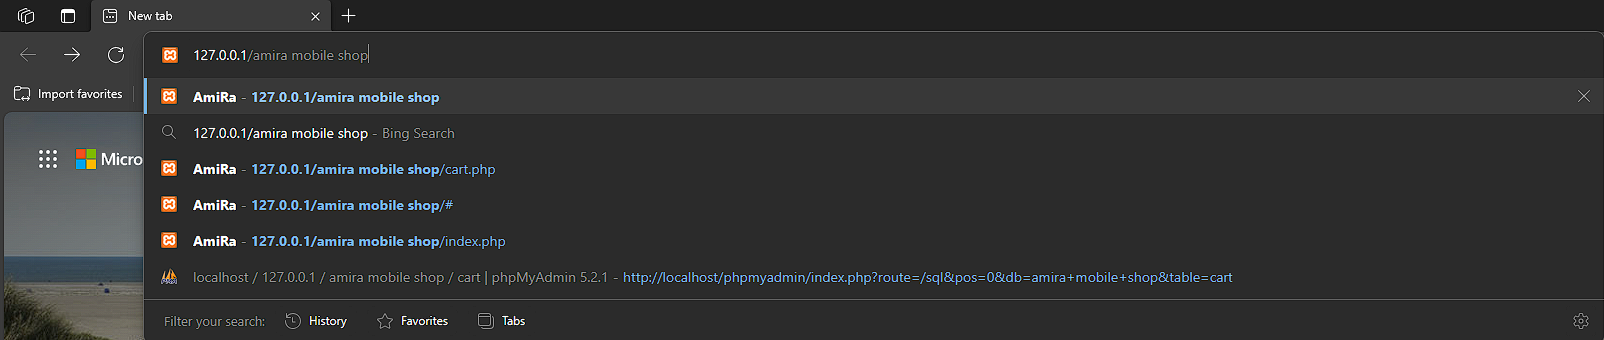 New tab
127.0.0.1/amira mobile shop
Import favorites
AmiRa - 127.0.0.1/amira mobile shop
127.0.0.1/amira mobile shop - Bing Search
Micro
AmiRa - 127.0.0.1/amira mobile shop/cart.php
AmiRa - 127.0.0.1/amira mobile shop/#
AmiRa - 127.0.0.1/amira mobile shop/index.php
localhost / 127.0.0.1 / amira mobile shop / cart | phpMyAdmin 5.2.1 - http://localhost/phpmyadmin/index.php?route=/sql&pos=0&db=amira+mobile+shop&table=cart
Filter your search: History Favorites Tabs